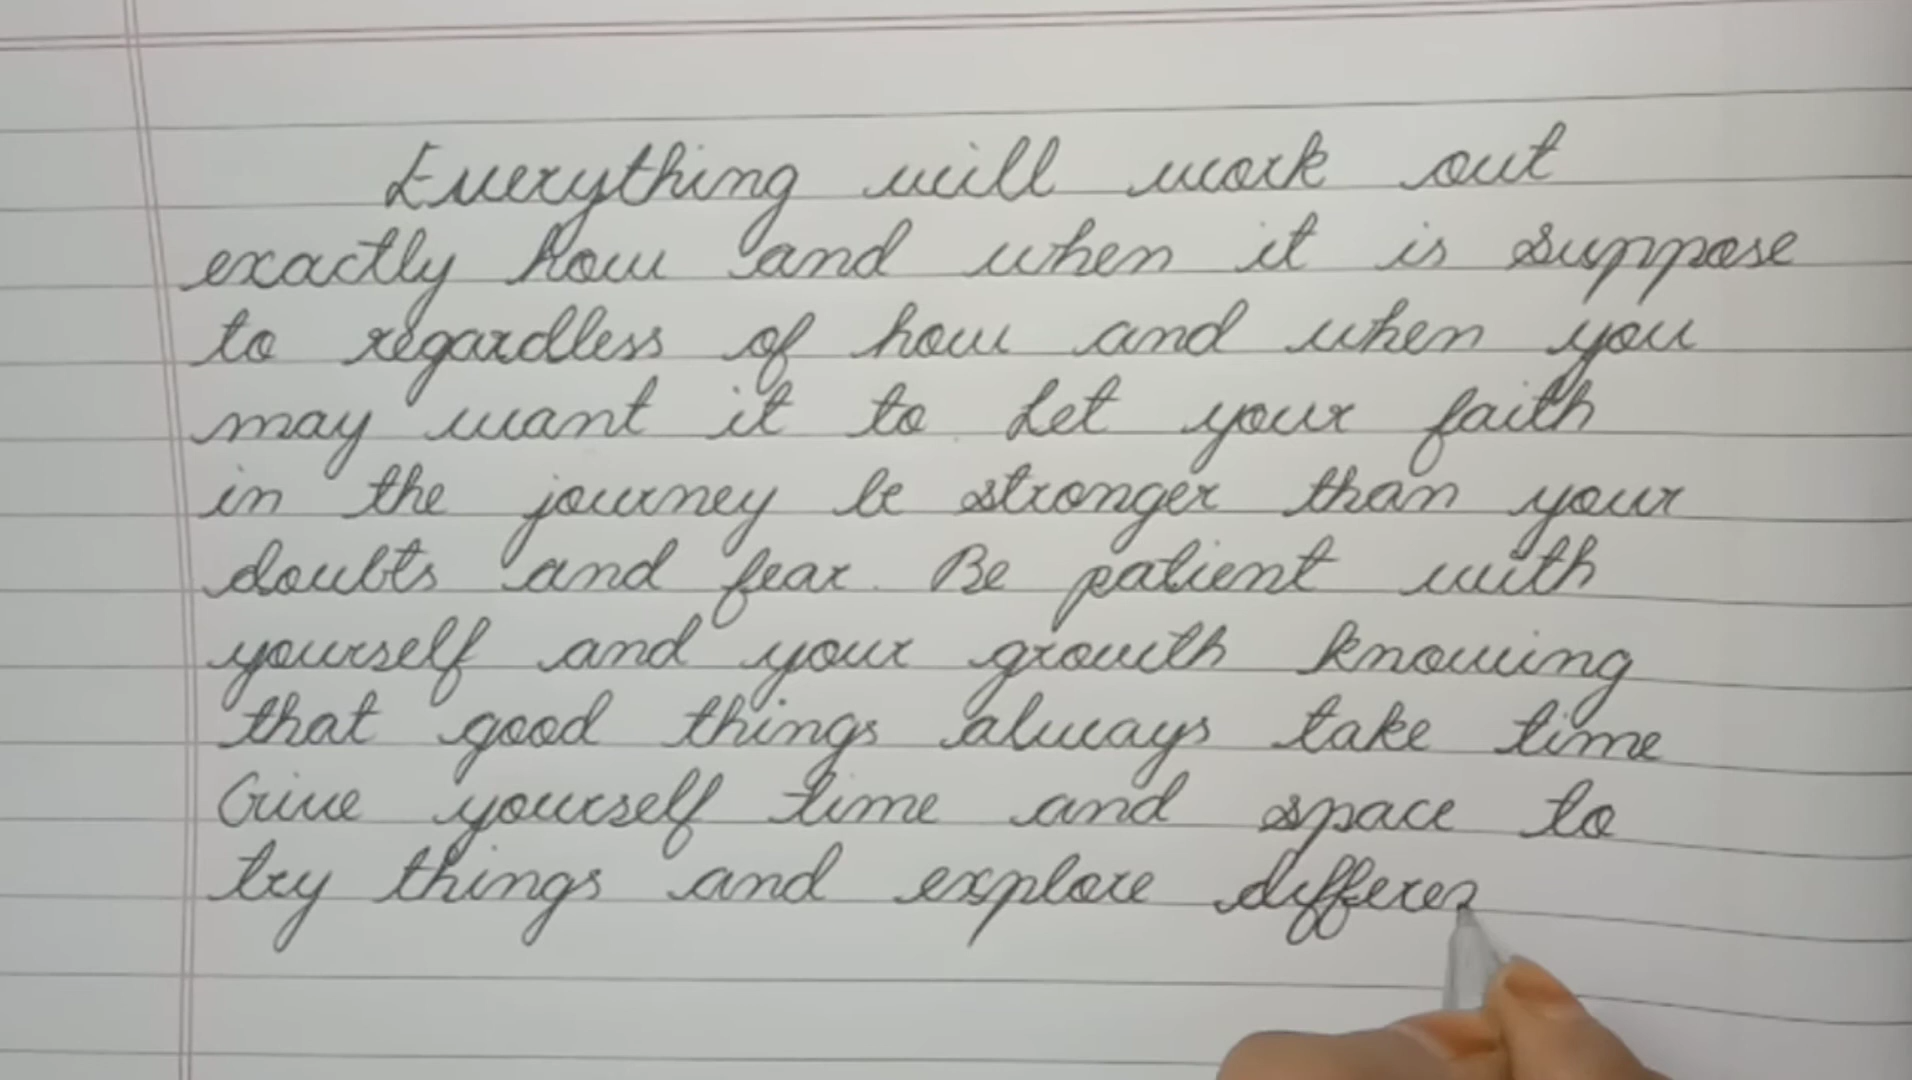 Everything will work out
exactly how and when it is suppose
to regardless of how and when you
may want it to Let your faith
in the journey be stronger than your
doubts and fear. Be patient with
yourself and your growth knowing
that good things always take time
Give yourself time and space to
try things and explore differen